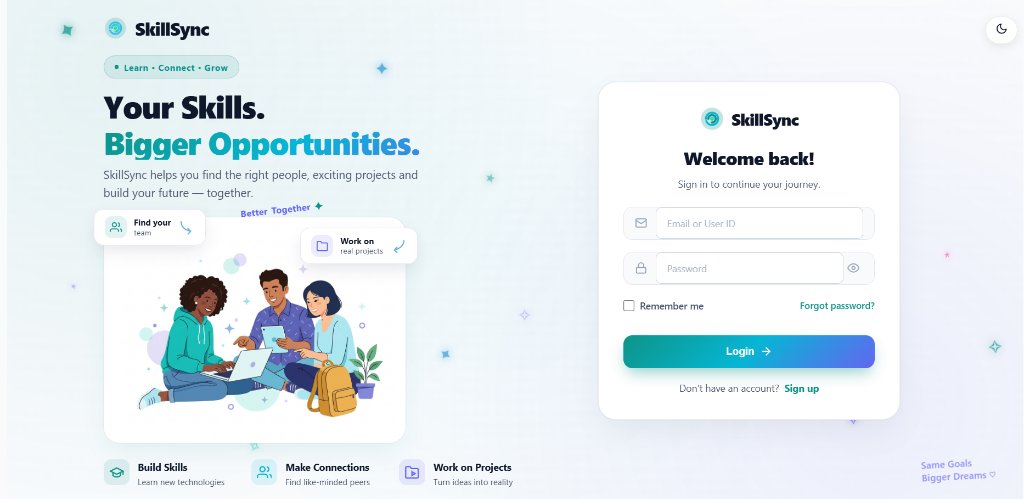 SkillSync
Learn • Connect • Grow
Your Skills.
Bigger Opportunities.
SkillSync helps you find the right people, exciting projects and
build your future — together.
Better Together
Find your
team
Work on
real projects
Build Skills
Learn new technologies
Make Connections
Find like-minded peers
Work on Projects
Turn ideas into reality
SkillSync
Welcome back!
Sign in to continue your journey.
Email or User ID
Password
Remember me
Forgot password?
Login →
Don't have an account? Sign up
Same Goals
Bigger Dreams ♡